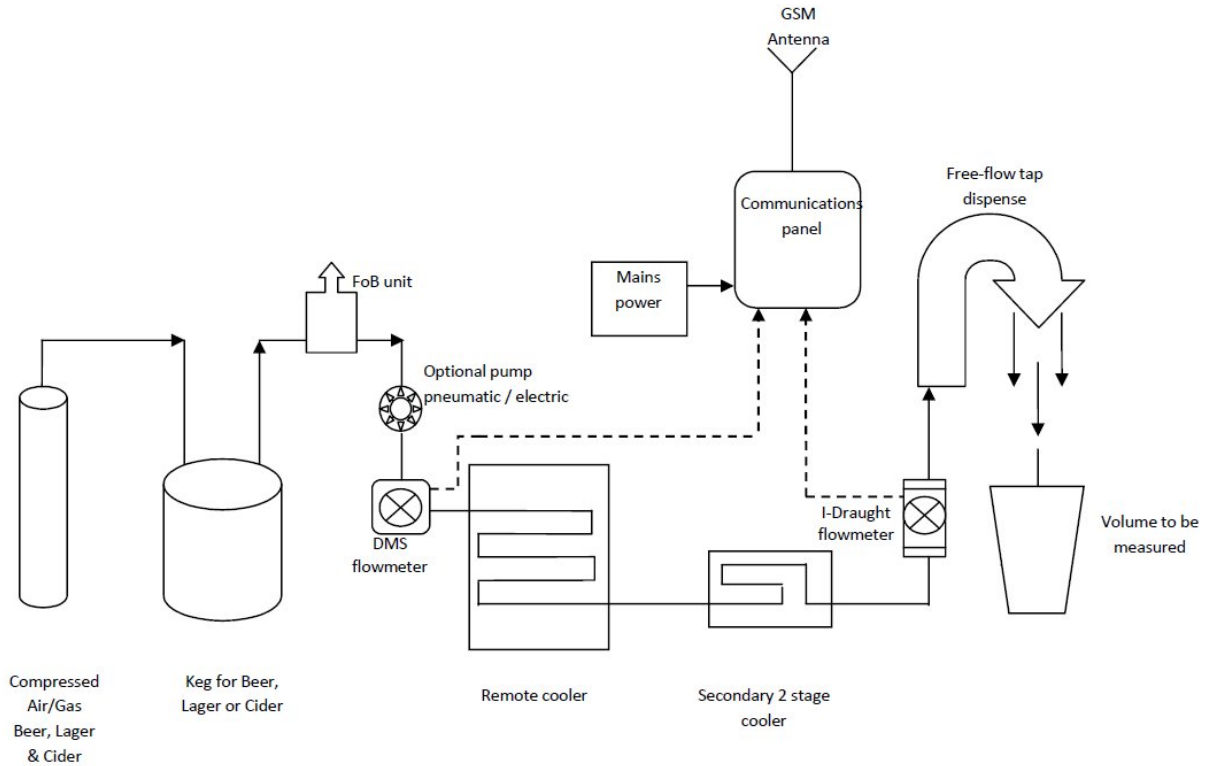 GSM
Antenna
Communications
panel
Free-flow tap
dispense
Mains
power
FoB unit
Optional pump
pneumatic / electric
DMS
flowmeter
I-Draught
flowmeter
Volume to be
measured
Compressed
Air/Gas
Beer, Lager
& Cider
Keg for Beer,
Lager or Cider
Remote cooler
Secondary 2 stage
cooler